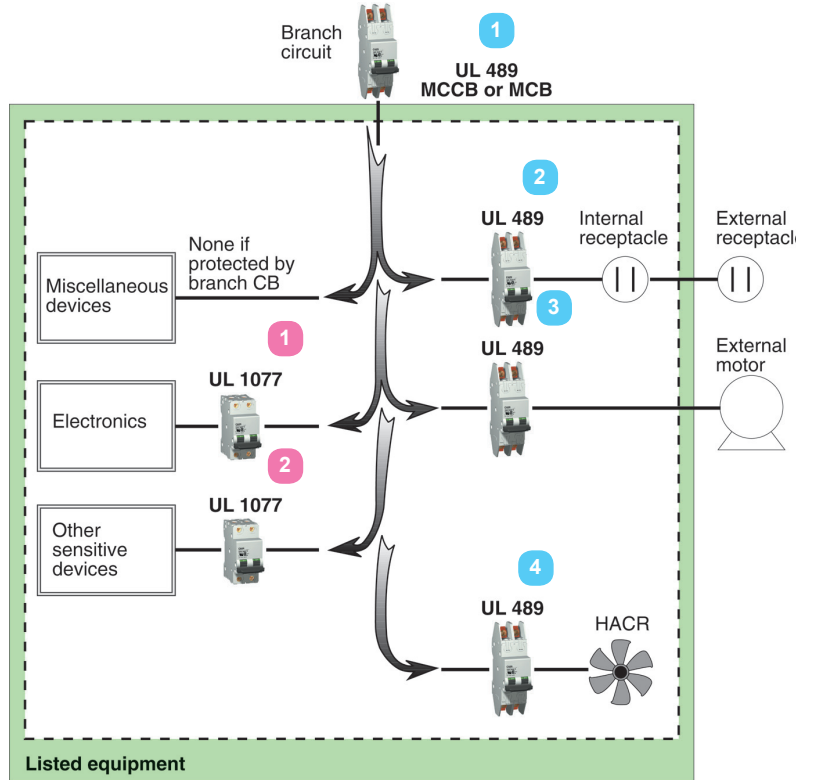 Branch
circuit
1
UL 489
MCCB or MCB
2
UL 489
Internal
receptacle
External
receptacl
None if
protected by
branch CB
Miscellaneous
devices
3
1
UL 489
External
motor
UL 1077
Electronics
2
UL 1077
Other
sensitive
devices
4
UL 489
HACR
Listed equipment